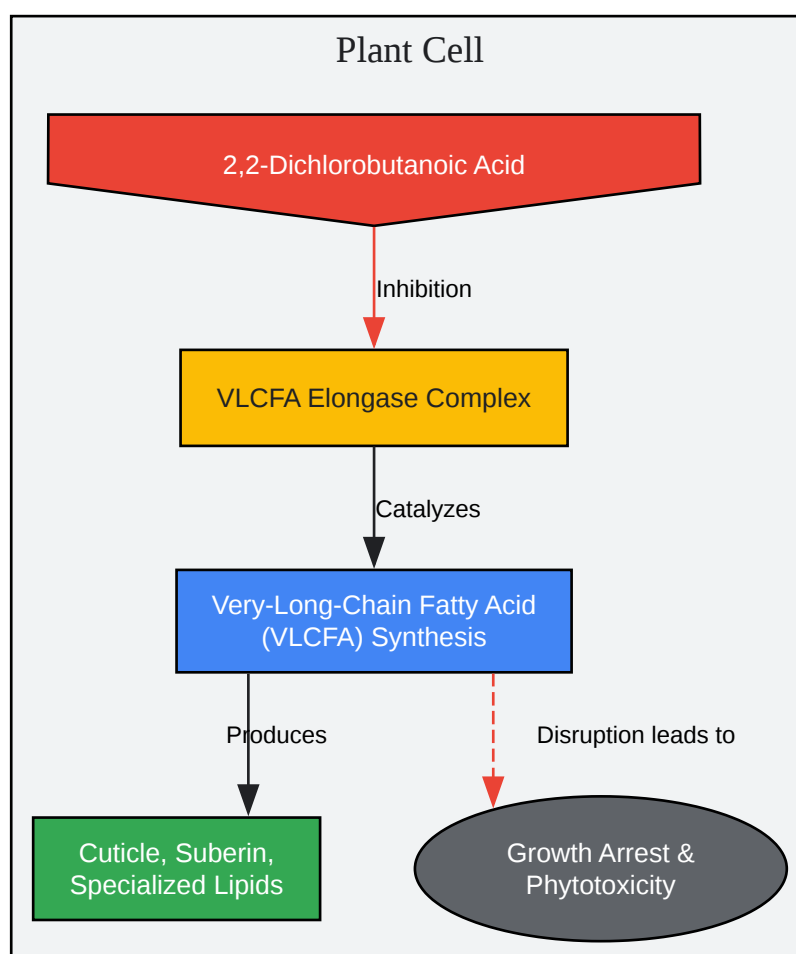 Plant Cell
2,2-Dichlorobutanoic Acid
Inhibition
VLCFA Elongase Complex
Catalyzes
Very-Long-Chain Fatty Acid
(VLCFA) Synthesis
Produces
Disruption leads to
Cuticle, Suberin,
Specialized Lipids
Growth Arrest &
Phytotoxicity